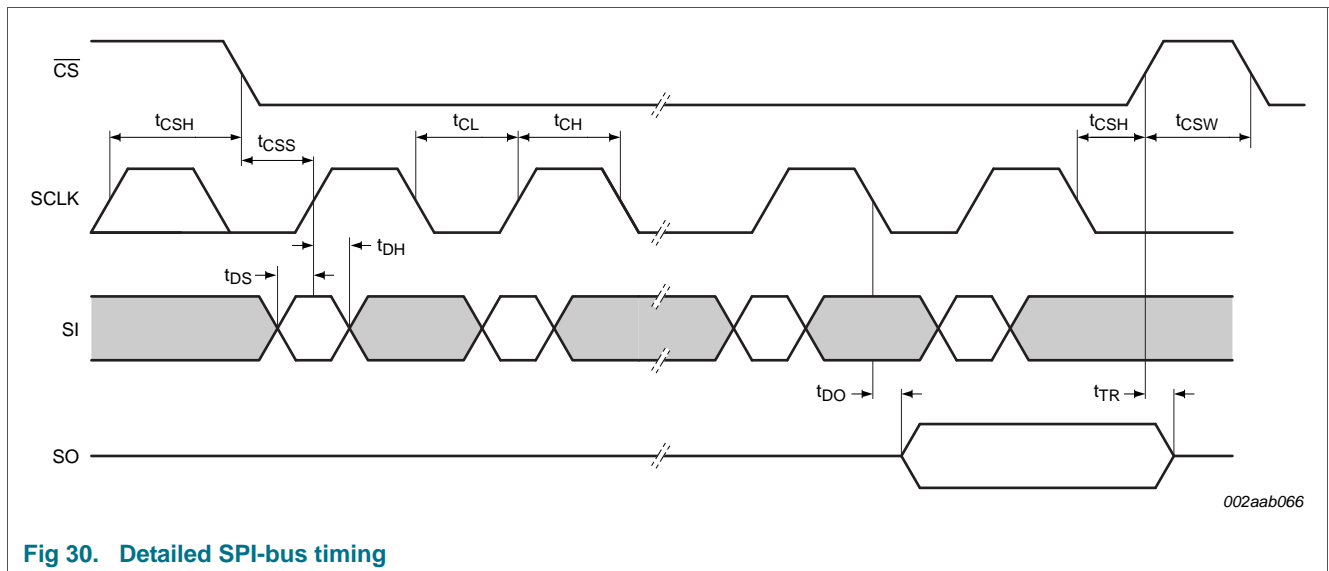 CS
tCSH
tCSS
tCL
tCH
tCSH
tCSW
SCLK
tDH
tDS
SI
tDO
tTR
SO
002aab066
Fig 30. Detailed SPI-bus timing